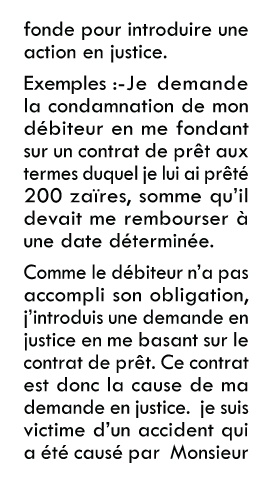 fonde pour introduire une
action en justice.
Exemples :-Je demande
la condamnation de mon
débiteur en me fondant
sur un contrat de prêt aux
termes duquel je lui ai prêté
200 zaïres, somme qu'il
devait me rembourser à
une date déterminée.
Comme le débiteur n'a pas
accompli son obligation,
j'introduis une demande en
justice en me basant sur le
contrat de prêt. Ce contrat
est donc la cause de ma
demande en justice. je suis
victime d'un accident qui
a été causé par Monsieur